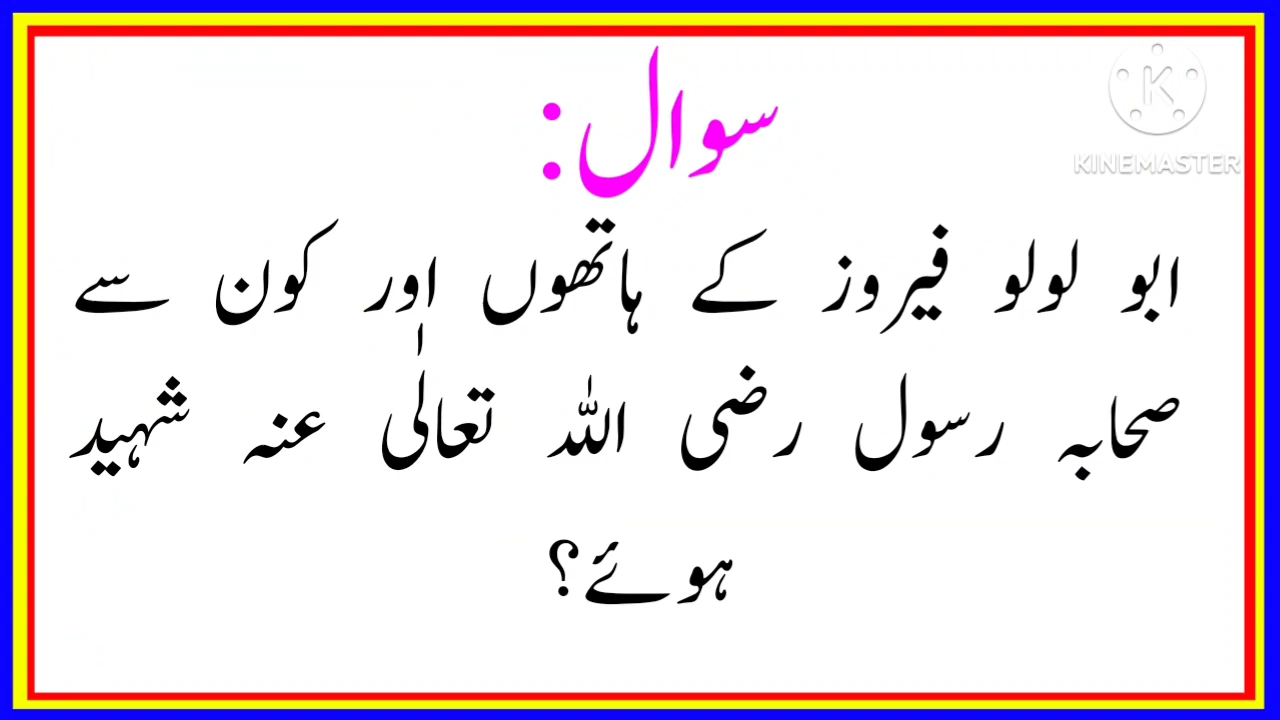 سوال:
K
KINEMASTER
ابو لولو فیروز کے ہاتھوں اور کون سے
صحابہ رسول رضی اللہ تعالیٰ عنہ شہید
ہوئے؟